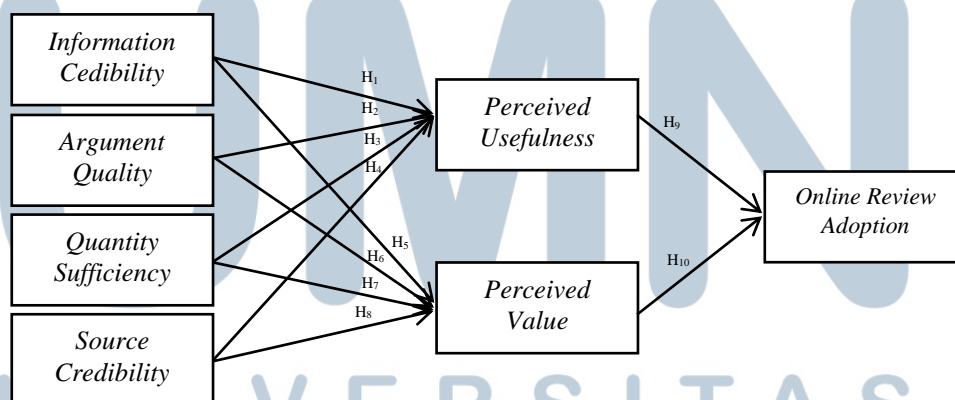 Information
Cedibility
Argument
Quality
Quantity
Sufficiency
Source
Credibility
H1
H2
H3
H4
H5
H6
H7
H8
Perceived
Usefulness
Perceived
Value
H9
H10
Online Review
Adoption
UMN
VERSITAS